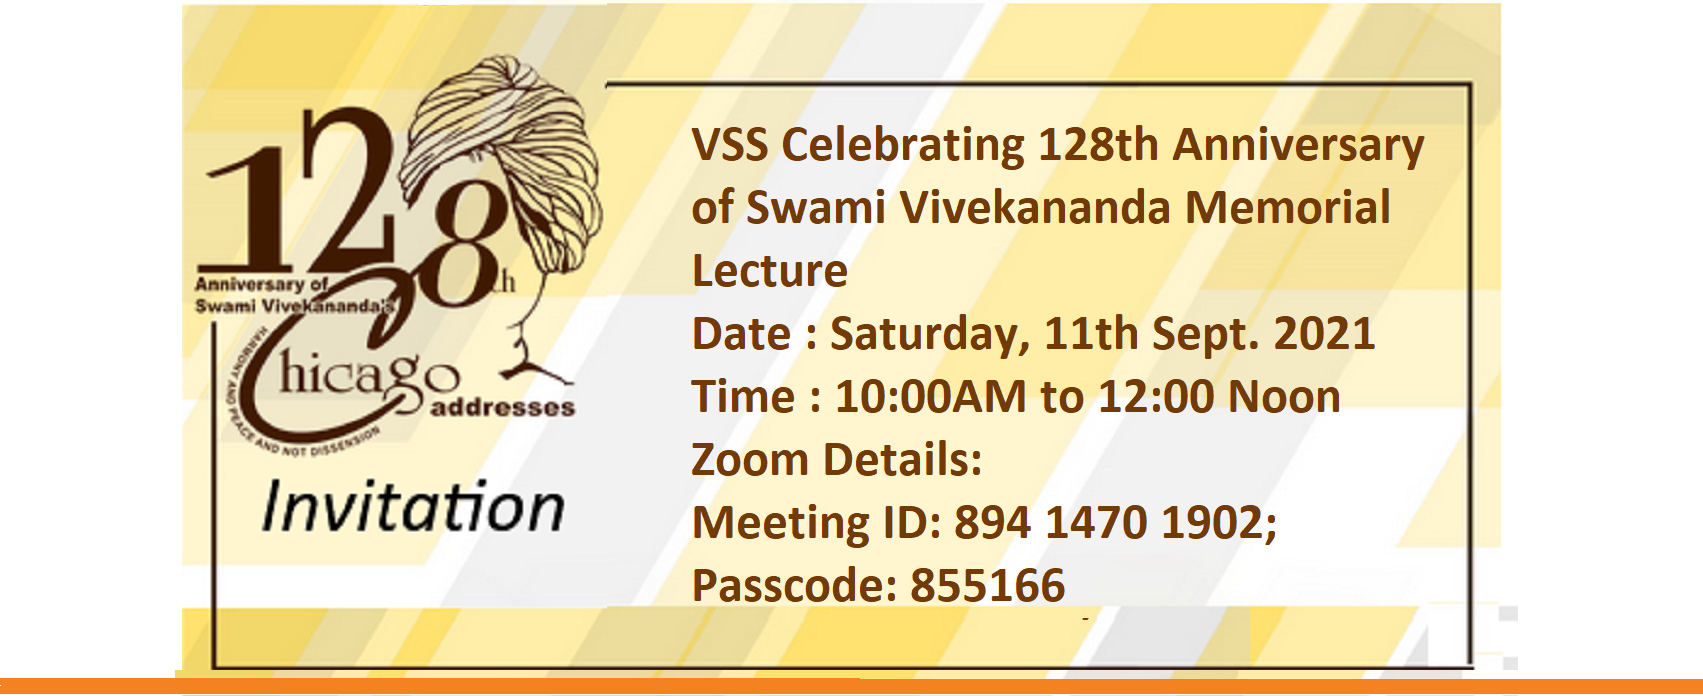 128th
Anniversary of
Swami Vivekananda's
Chicago
addresses
HARMONY AND PEACE AND NOT DISSENSION
Invitation
VSS Celebrating 128th Anniversary
of Swami Vivekananda Memorial
Lecture
Date : Saturday, 11th Sept. 2021
Time : 10:00AM to 12:00 Noon
Zoom Details:
Meeting ID: 894 1470 1902;
Passcode: 855166